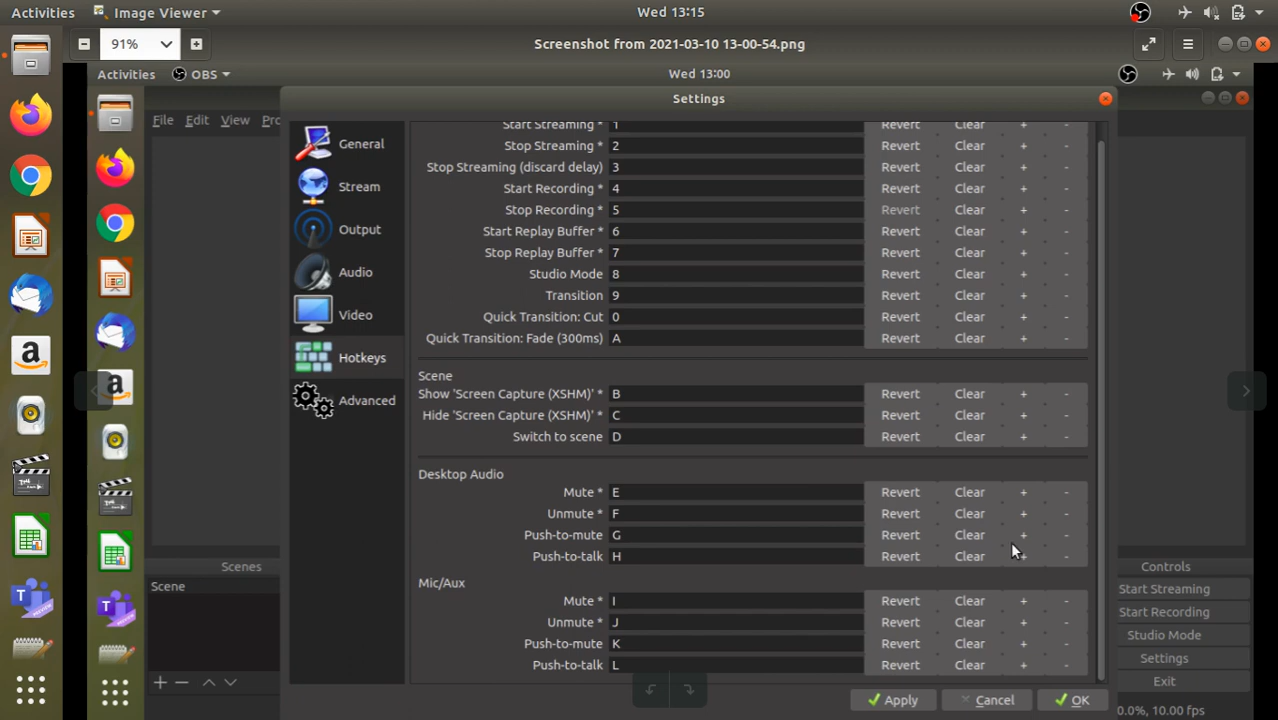 Activities Image Viewer Wed 13:15
91% Screenshot from 2021-03-10 13-00-54.png
Activities OBS Wed 13:00
Settings
File Edit View
General
Stream
Output
Audio
Video
Hotkeys
Advanced
Start Streaming * 1 Revert Clear + -
Stop Streaming * 2 Revert Clear + -
Stop Streaming (discard delay) 3 Revert Clear + -
Start Recording * 4 Revert Clear + -
Stop Recording * 5 Revert Clear + -
Start Replay Buffer * 6 Revert Clear + -
Stop Replay Buffer * 7 Revert Clear + -
Studio Mode 8 Revert Clear + -
Transition 9 Revert Clear + -
Quick Transition: Cut 0 Revert Clear + -
Quick Transition: Fade (300ms) A Revert Clear + -
Scene
Show 'Screen Capture (XSHM)' * B Revert Clear + -
Hide 'Screen Capture (XSHM)' * C Revert Clear + -
Switch to scene D Revert Clear + -
Desktop Audio
Mute * E Revert Clear + -
Unmute * F Revert Clear + -
Push-to-mute G Revert Clear + -
Push-to-talk H Revert Clear + -
Mic/Aux
Mute * I Revert Clear + -
Unmute * J Revert Clear + -
Push-to-mute K Revert Clear + -
Push-to-talk L Revert Clear + -
Apply Cancel OK
Scenes
Scene
Controls
Start Streaming
Start Recording
Studio Mode
Settings
Exit
0.0%, 10.00 fps